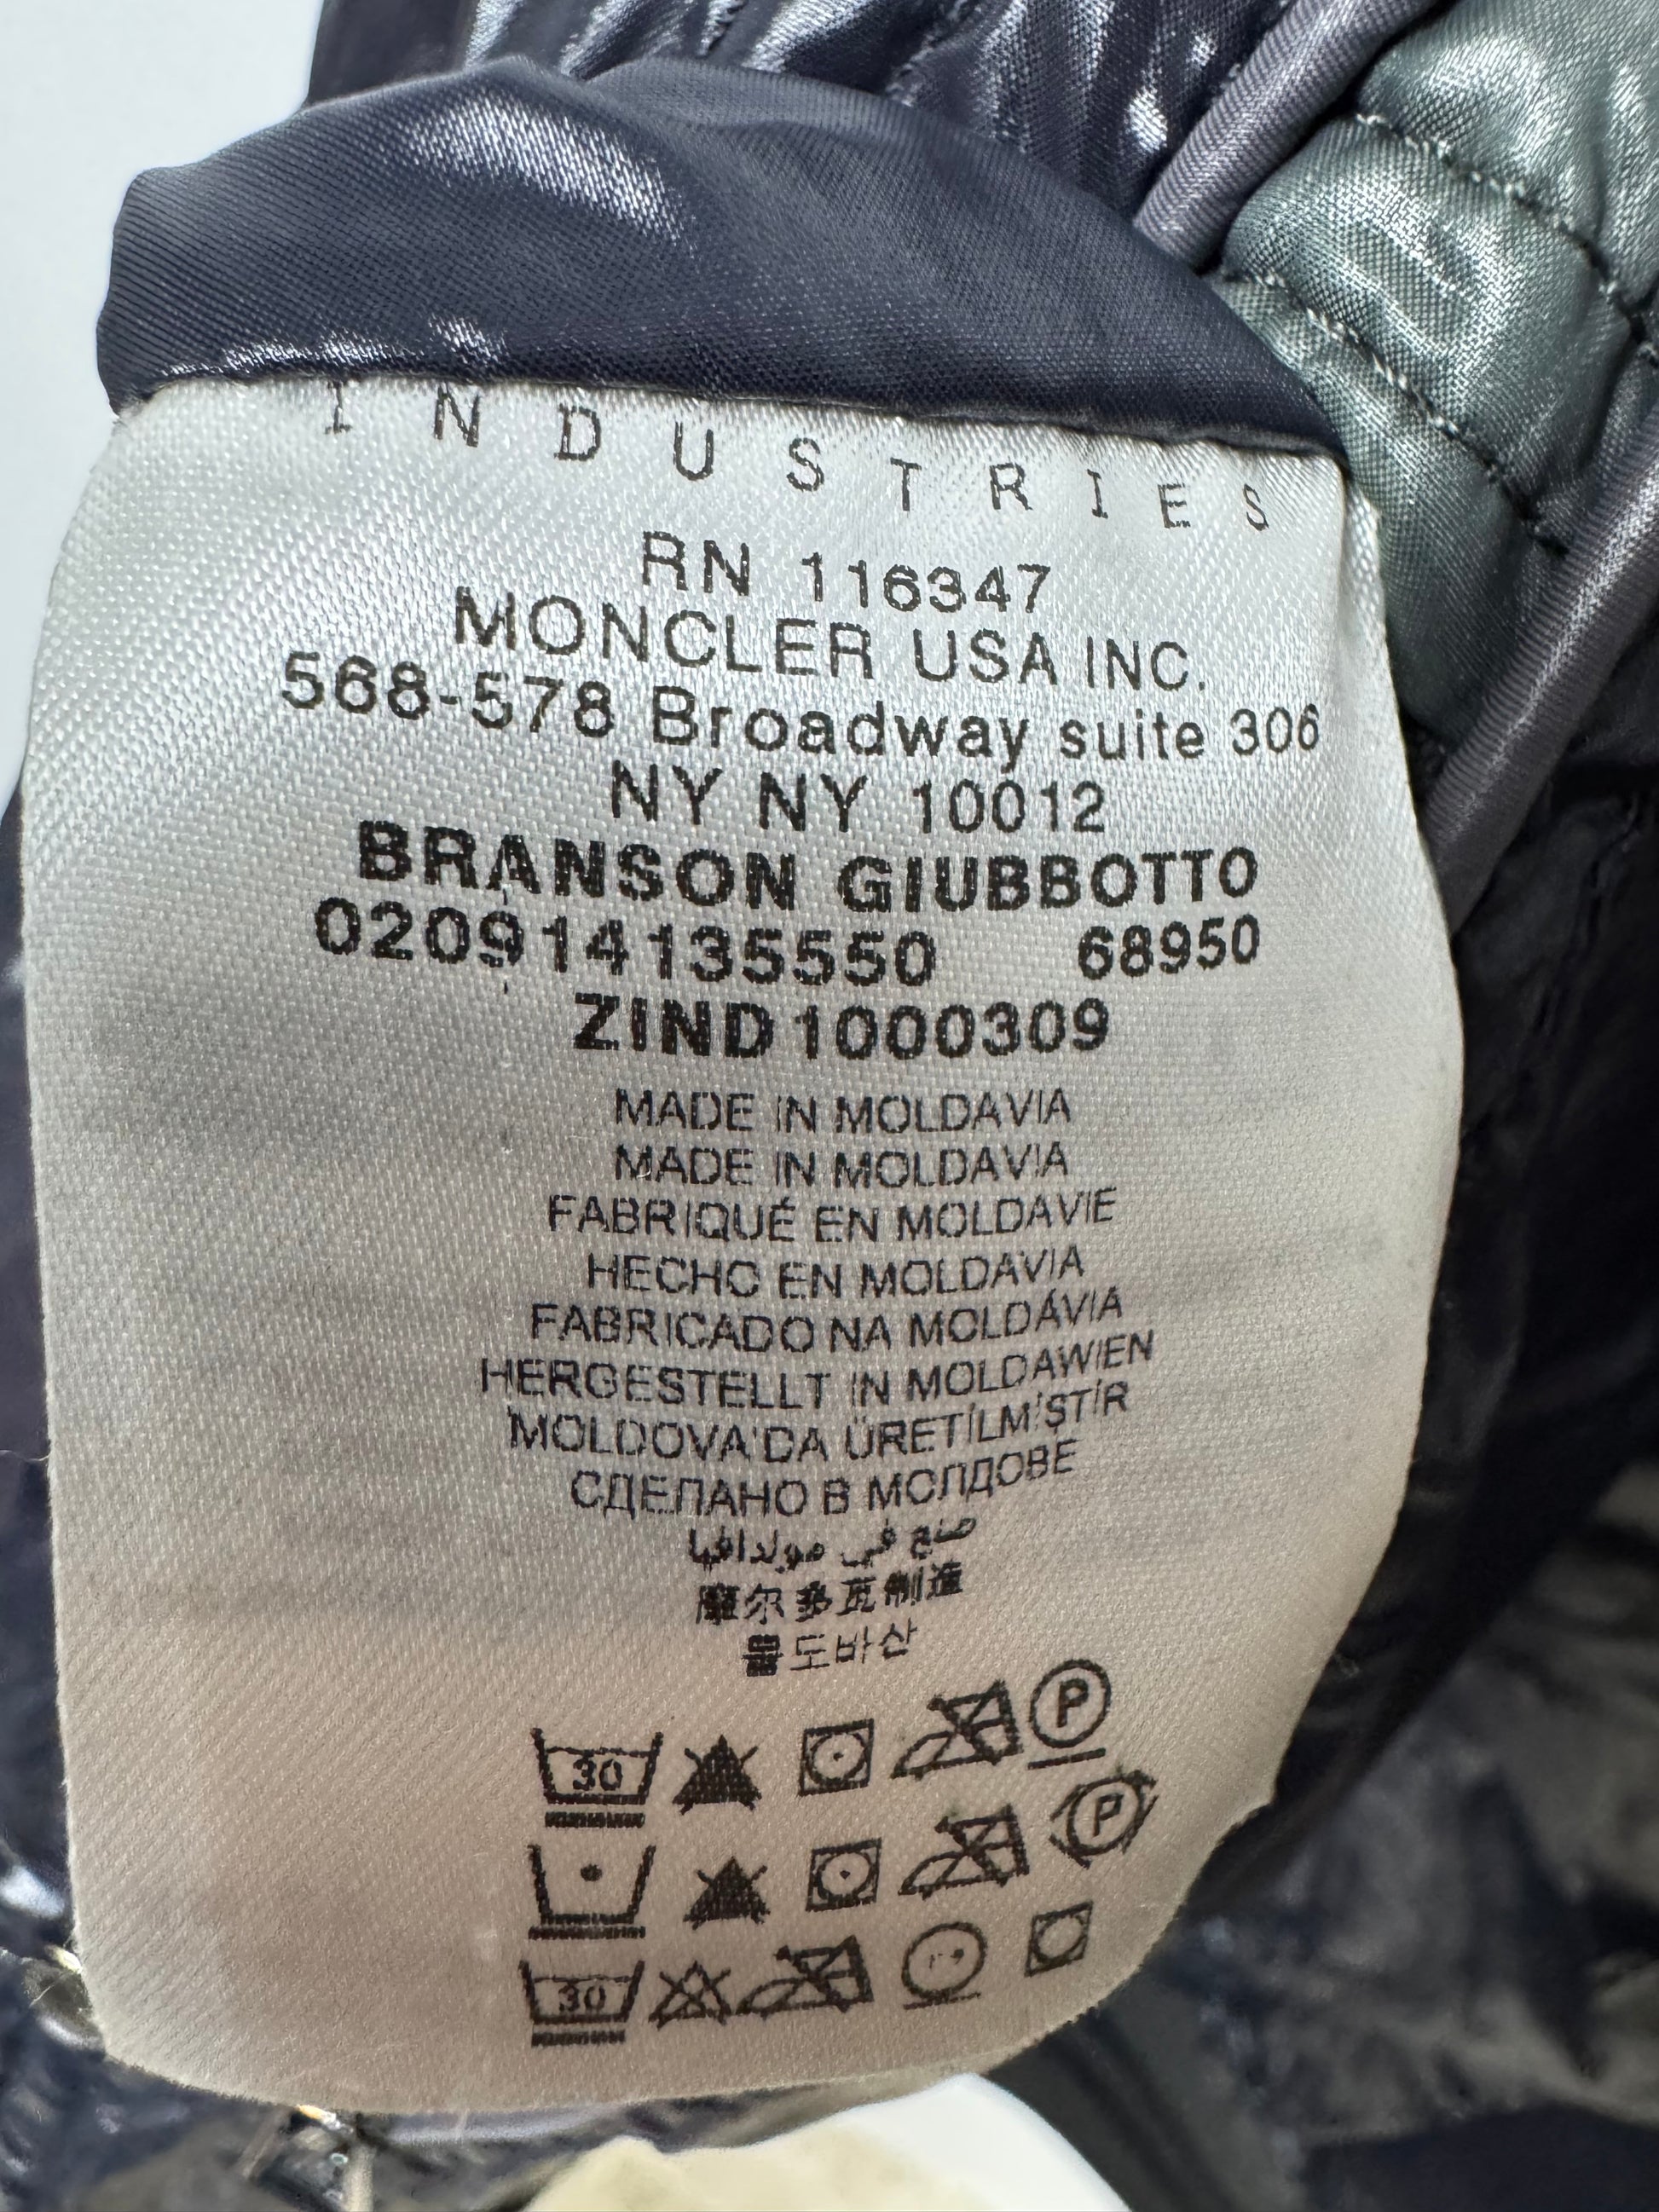 INDUSTRIES
RN 116347
MONCLER USA INC.
568-578 Broadway suite 306
NY NY 10012
BRANSON GIUBBOTTO
020914135550 68950
ZIND1000309
MADE IN MOLDAVIA
MADE IN MOLDAVIA
FABRIQUÉ EN MOLDAVIE
HECHO EN MOLDAVIA
FABRICADO NA MOLDÁVIA
HERGESTELLT IN MOLDAWIEN
MOLDOVA'DA ÜRETİLMİŞTİR
СДЕЛАНО В МОЛДОВЕ
صنع في مولدافيا
摩尔多瓦制造
몰도바산
30 P
P
30